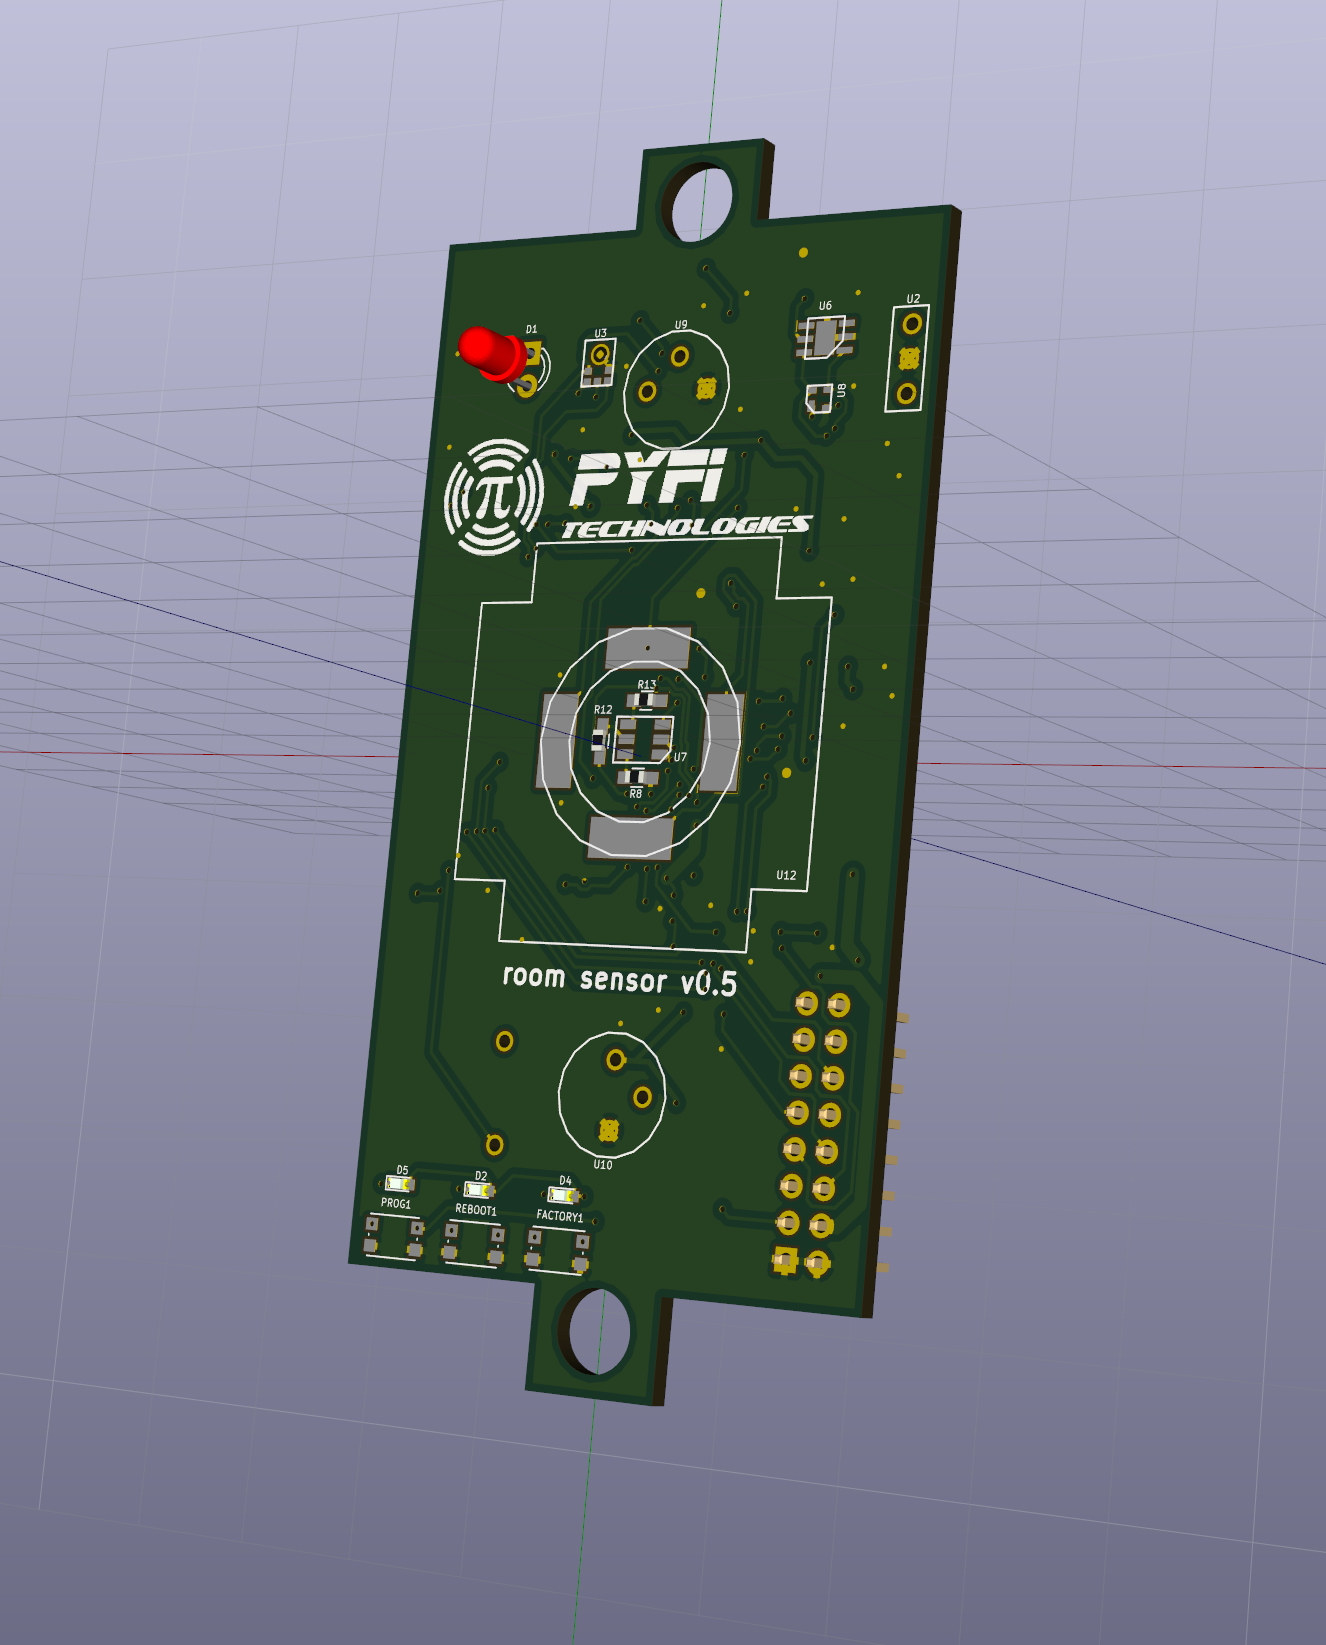 U6
U2
D1
U3
U9
U8
π
PYFI
TECHNOLOGIES
R13
R12
U7
R8
U12
room sensor v0.5
U10
D5
D2
D4
PROG1
REBOOT1
FACTORY1